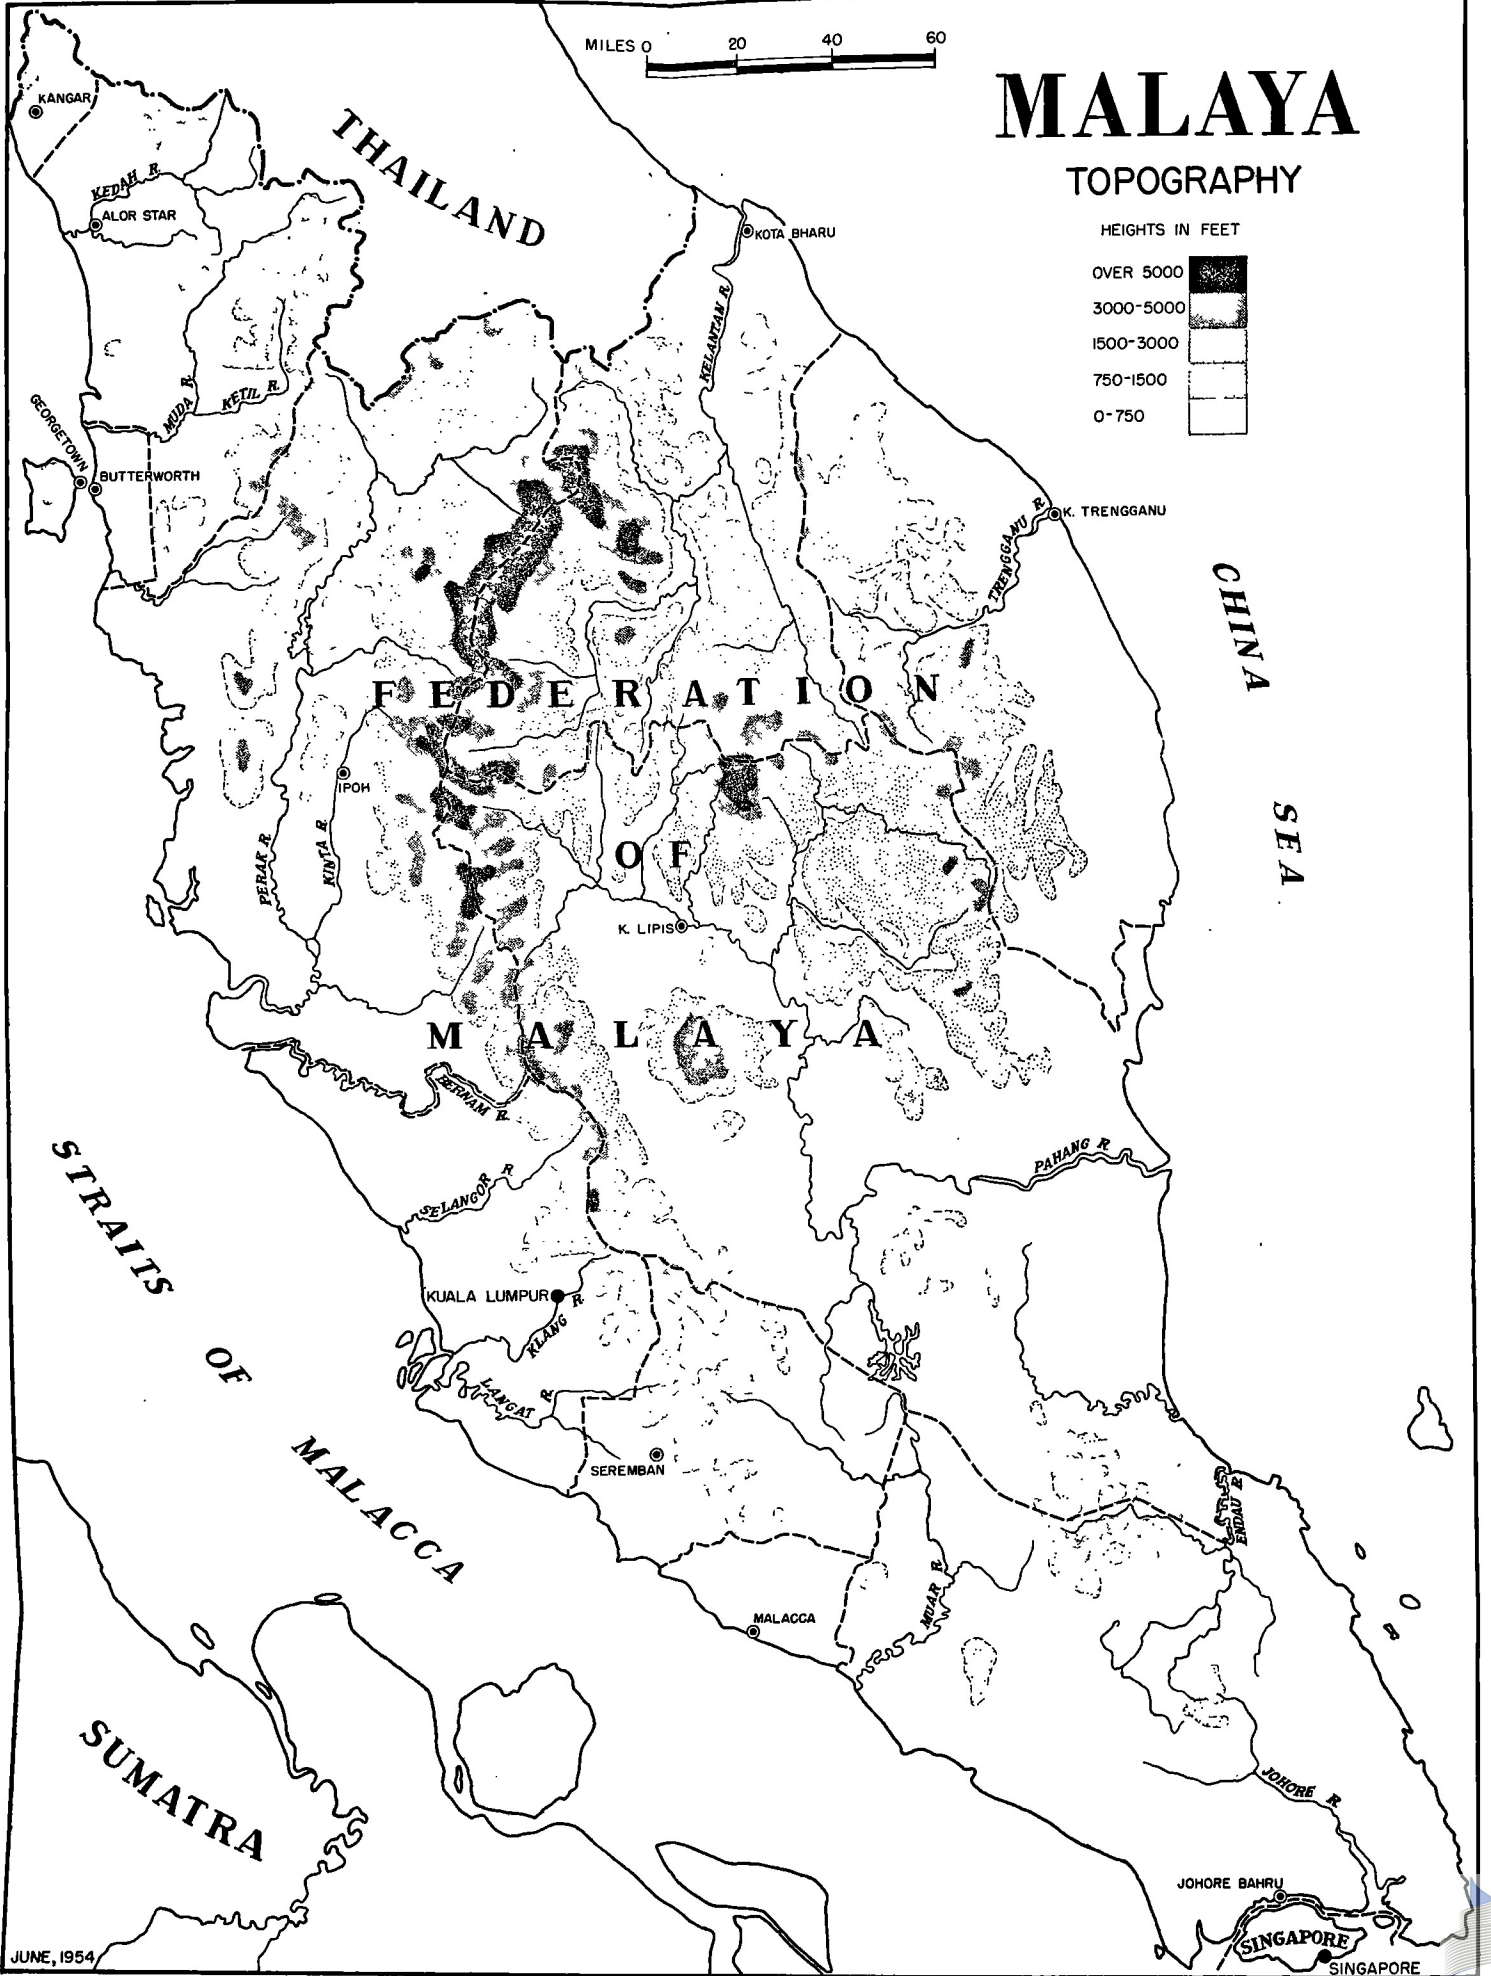 MILES 0 20 40 60
MALAYA
TOPOGRAPHY
HEIGHTS IN FEET
OVER 5000
3000-5000
1500-3000
750-1500
0-750
THAILAND
KANGAR
KEDAH R.
ALOR STAR
KOTA BHARU
KELANTAN R.
MUDA R.
KETIL R.
GEORGETOWN
BUTTERWORTH
K. TRENGGANU
TRENGGANU R.
CHINA
SEA
FEDERATION
OF
MALAYA
IPOH
PERAK R.
KINTA R.
K. LIPIS
BERNAM R.
PAHANG R.
SELANGOR R.
KUALA LUMPUR
KLANG R.
LANGAT R.
SEREMBAN
STRAITS
OF
MALACCA
ENDAU R.
MUAR R.
MALACCA
SUMATRA
JOHORE R.
JOHORE BAHRU
SINGAPORE
SINGAPORE
JUNE, 1954